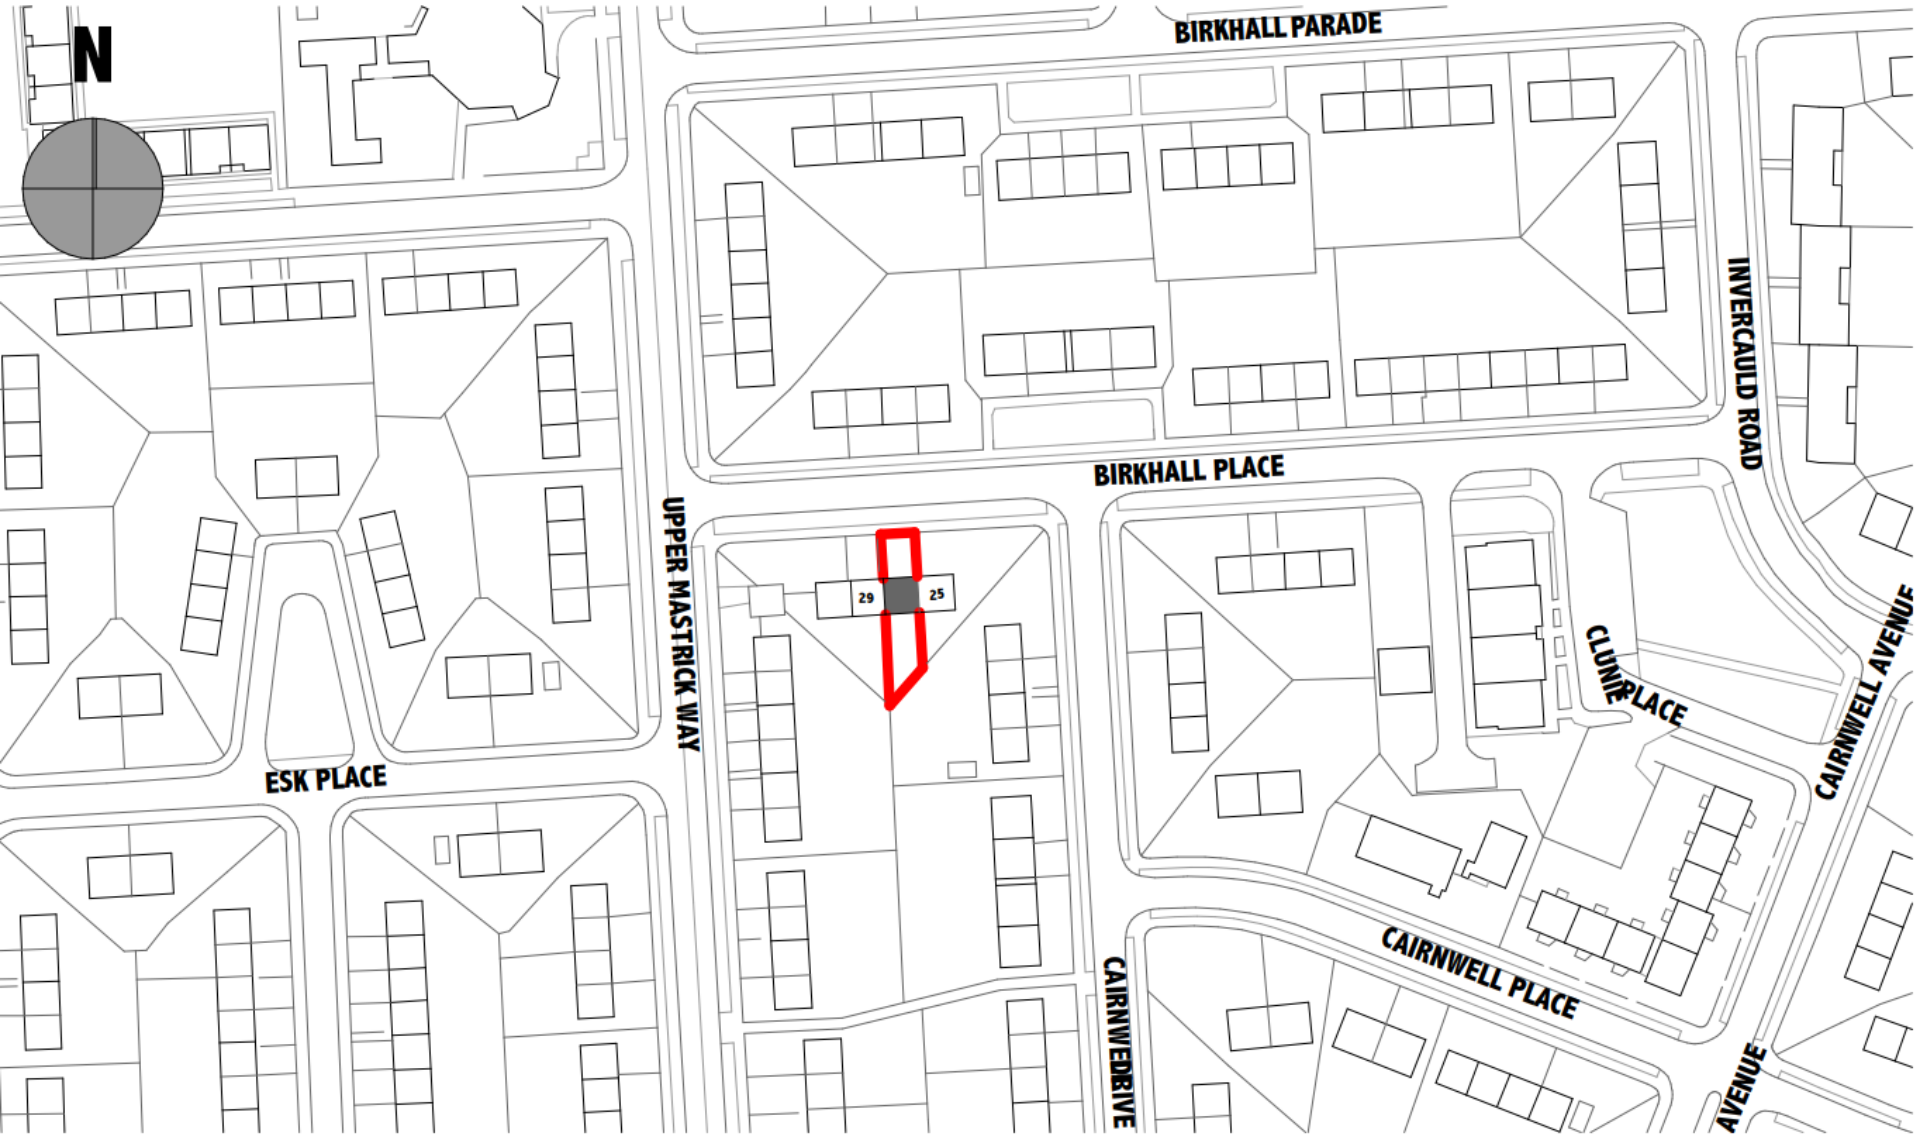 BIRKHALL PARADE
N
INVERCAULD ROAD
BIRKHALL PLACE
UPPER MASTRICK WAY
29
25
CLUNIE
PLACE
CAIRNWELL AVENUE
ESK PLACE
CAIRNWELL PLACE
CAIRNWEDRIVE
AVENUE